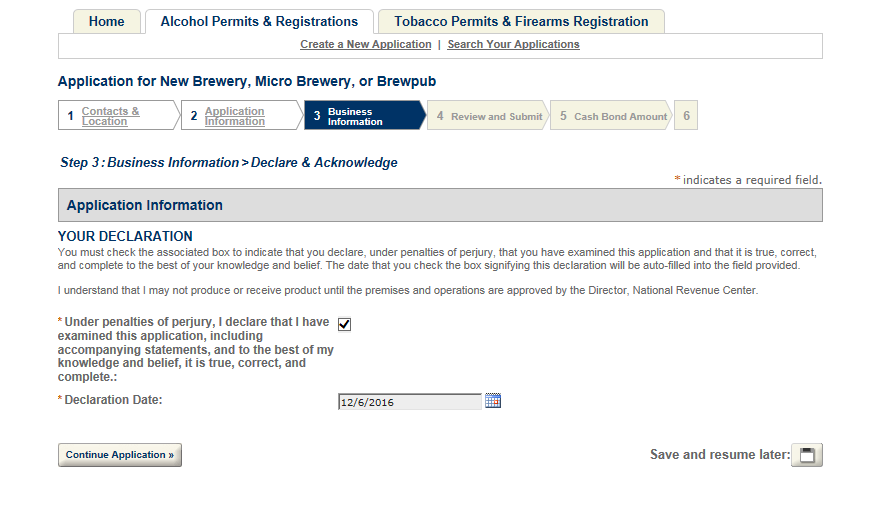 Home Alcohol Permits & Registrations Tobacco Permits & Firearms Registration
Create a New Application | Search Your Applications
Application for New Brewery, Micro Brewery, or Brewpub
1 Contacts & Location 2 Application Information 3 Business Information 4 Review and Submit 5 Cash Bond Amount 6
Step 3: Business Information > Declare & Acknowledge
* indicates a required field.
Application Information
YOUR DECLARATION
You must check the associated box to indicate that you declare, under penalties of perjury, that you have examined this application and that it is true, correct,
and complete to the best of your knowledge and belief. The date that you check the box signifying this declaration will be auto-filled into the field provided.
I understand that I may not produce or receive product until the premises and operations are approved by the Director, National Revenue Center.
* Under penalties of perjury, I declare that I have
examined this application, including
accompanying statements, and to the best of my
knowledge and belief, it is true, correct, and
complete.:
* Declaration Date: 12/6/2016
Continue Application » Save and resume later: